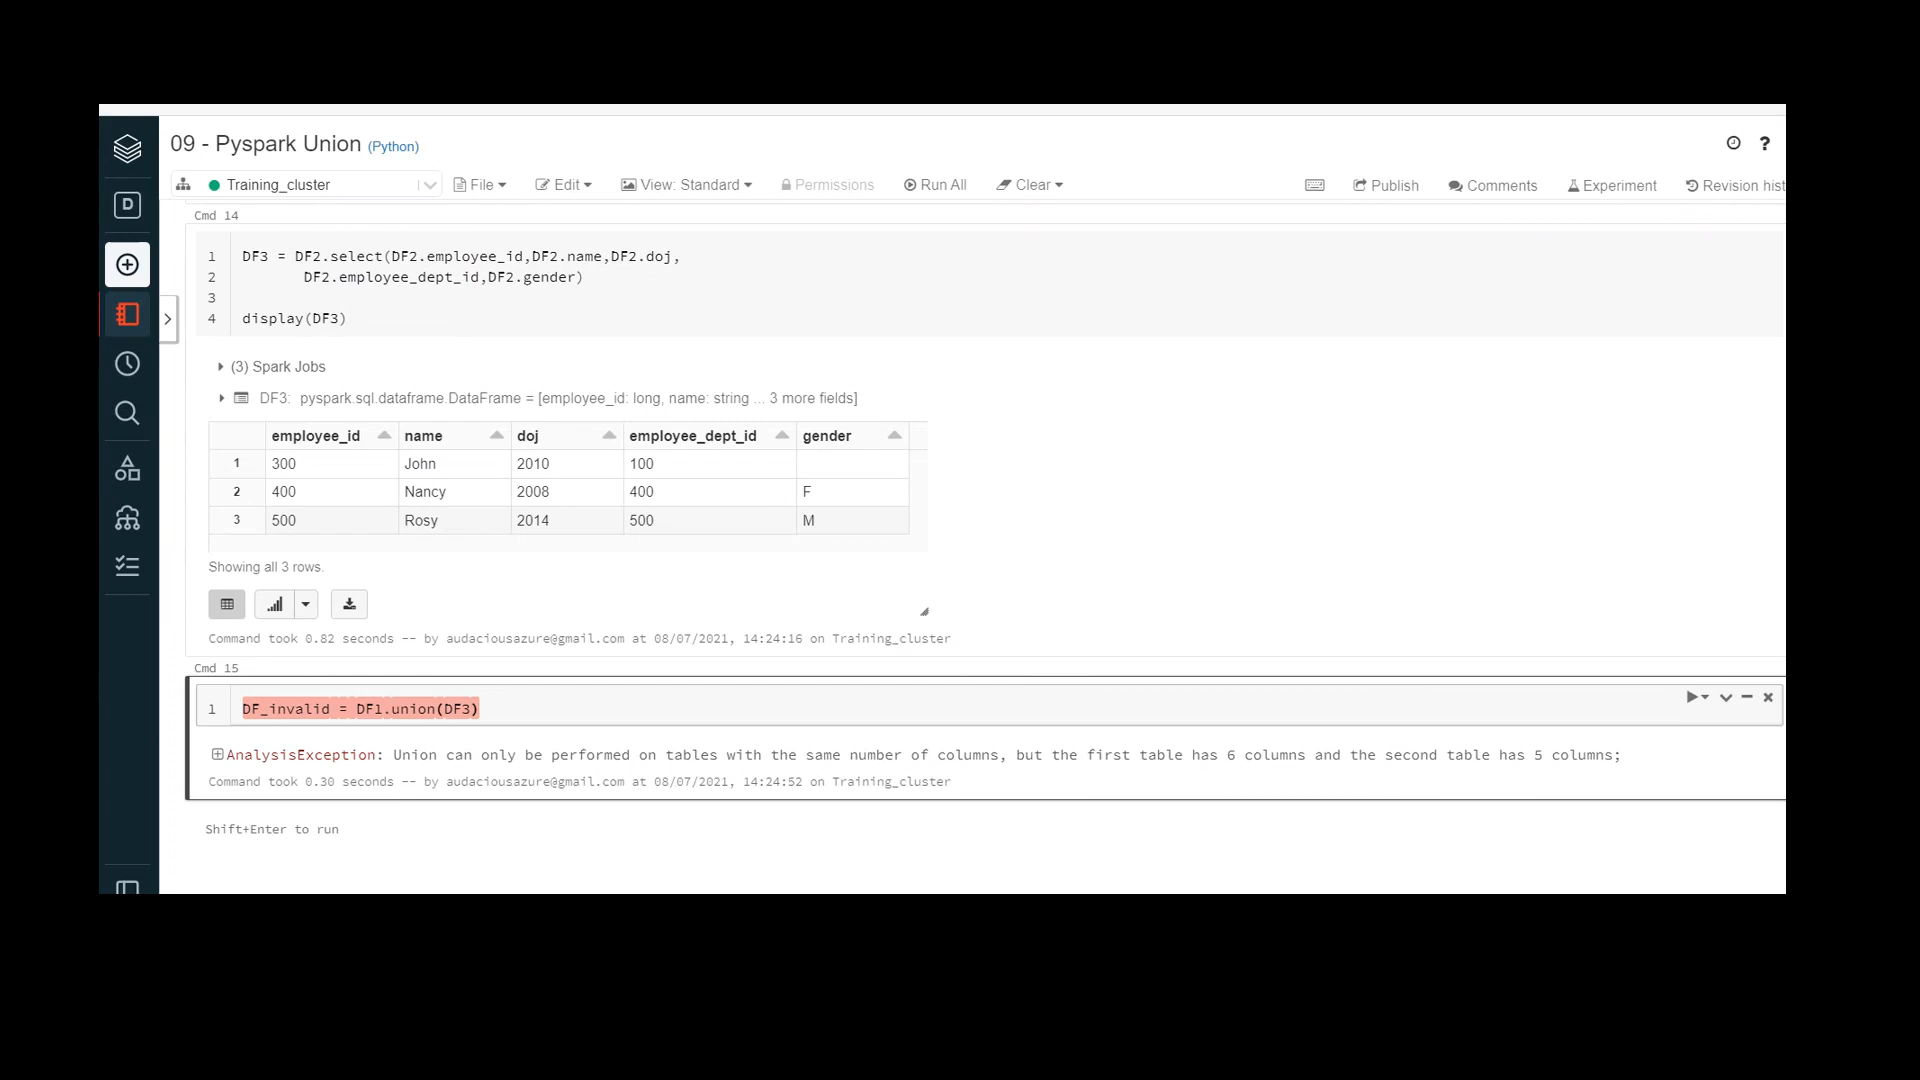 09 - Pyspark Union (Python)
?
Training_cluster File Edit View: Standard Permissions Run All Clear Publish Comments Experiment Revision hist
D
Cmd 14
1 DF3 = DF2.select(DF2.employee_id,DF2.name,DF2.doj,
2 DF2.employee_dept_id,DF2.gender)
3
4 display(DF3)
(3) Spark Jobs
DF3: pyspark.sql.dataframe.DataFrame = [employee_id: long, name: string ... 3 more fields]
employee_id name doj employee_dept_id gender
1 300 John 2010 100
2 400 Nancy 2008 400 F
3 500 Rosy 2014 500 M
Showing all 3 rows.
Command took 0.82 seconds -- by audaciousazure@gmail.com at 08/07/2021, 14:24:16 on Training_cluster
Cmd 15
1 DF_invalid = DF1.union(DF3)
AnalysisException: Union can only be performed on tables with the same number of columns, but the first table has 6 columns and the second table has 5 columns;
Command took 0.30 seconds -- by audaciousazure@gmail.com at 08/07/2021, 14:24:52 on Training_cluster
Shift+Enter to run